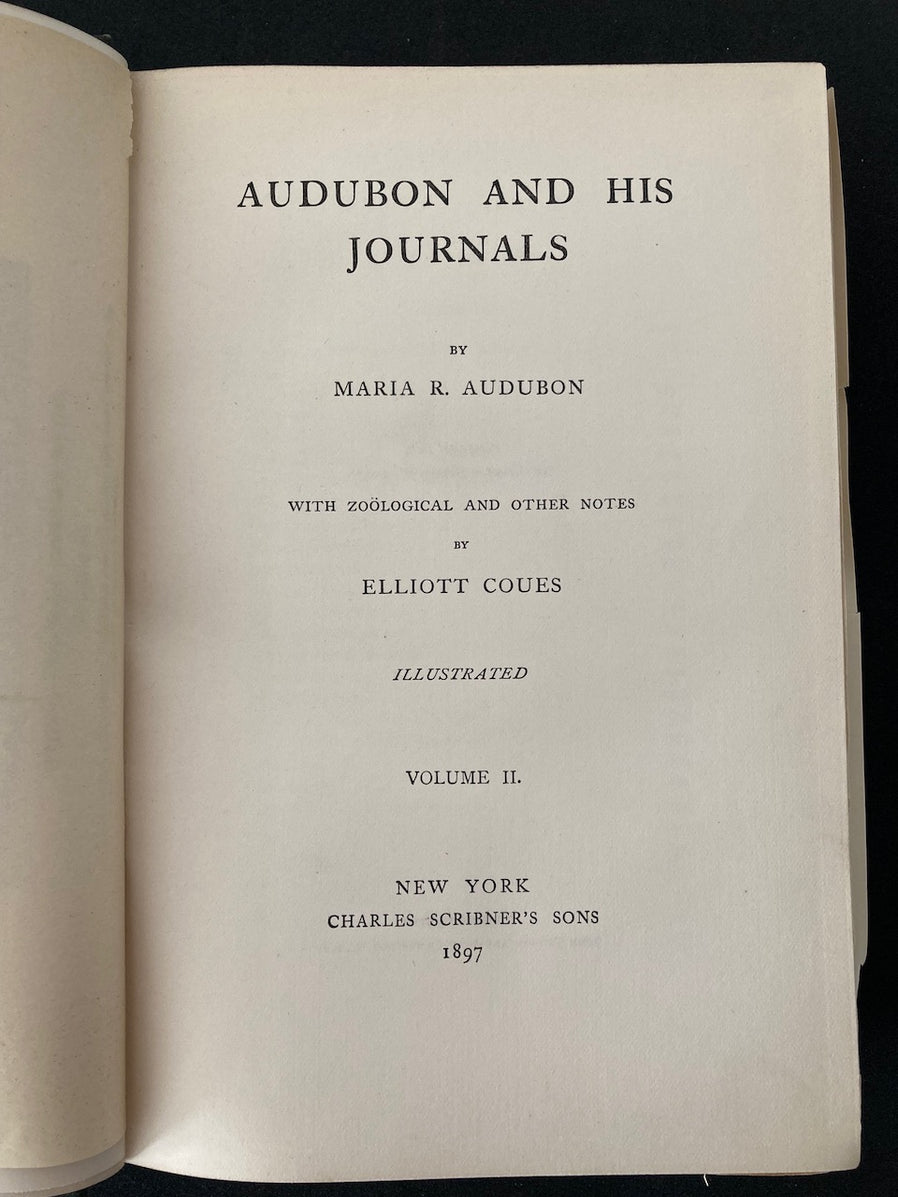 AUDUBON AND HIS
JOURNALS
BY
MARIA R. AUDUBON
WITH ZOÖLOGICAL AND OTHER NOTES
BY
ELLIOTT COUES
ILLUSTRATED
VOLUME II.
NEW YORK
CHARLES SCRIBNER'S SONS
1897